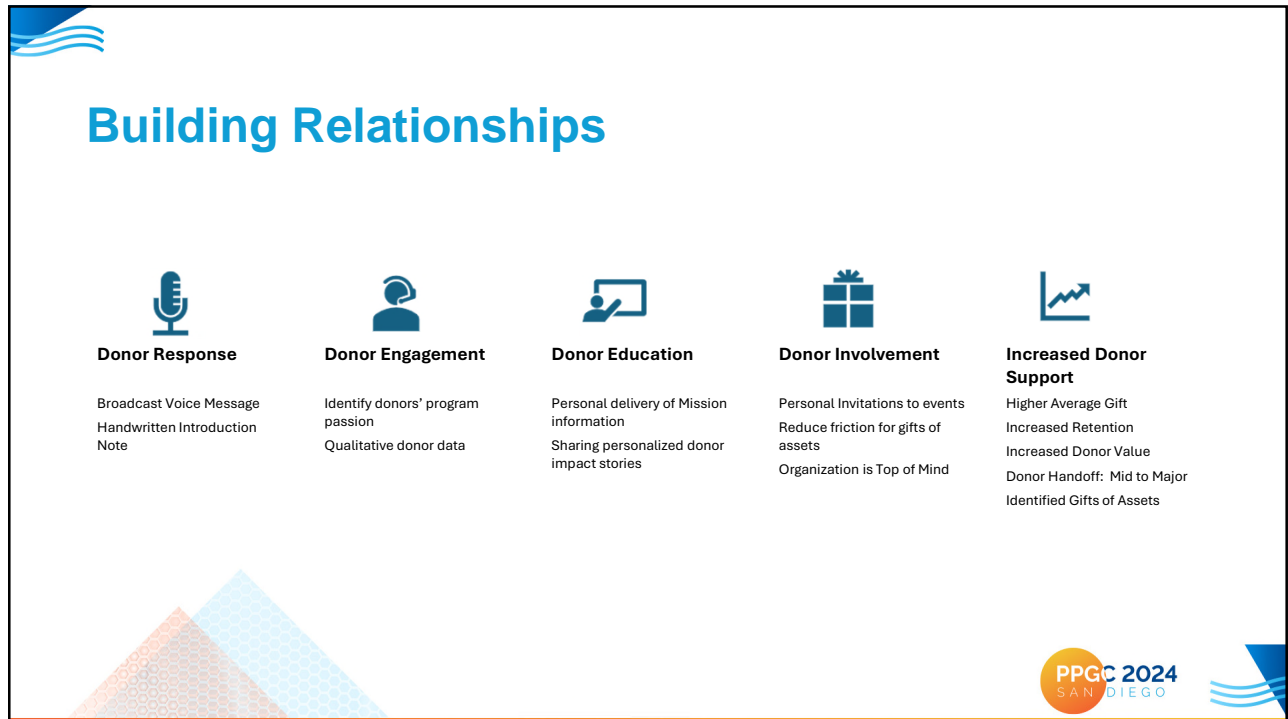 Building Relationships
Donor Response
Broadcast Voice Message
Handwritten Introduction
Note
Donor Engagement
Identify donors’ program
passion
Qualitative donor data
Donor Education
Personal delivery of Mission
information
Sharing personalized donor
impact stories
Donor Involvement
Personal Invitations to events
Reduce friction for gifts of
assets
Organization is Top of Mind
Increased Donor
Support
Higher Average Gift
Increased Retention
Increased Donor Value
Donor Handoff: Mid to Major
Identified Gifts of Assets
PPGC 2024
SAN DIEGO